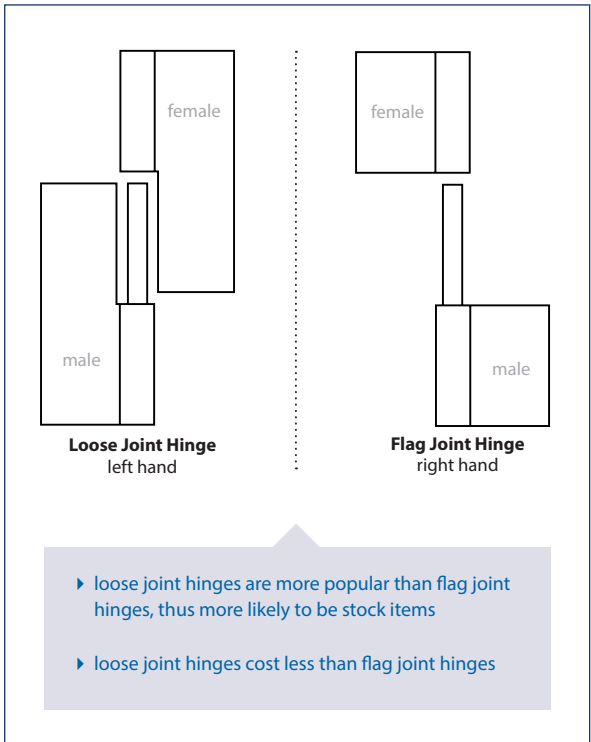 female
male
Loose Joint Hinge
left hand
female
male
Flag Joint Hinge
right hand
loose joint hinges are more popular than flag joint
hinges, thus more likely to be stock items
loose joint hinges cost less than flag joint hinges